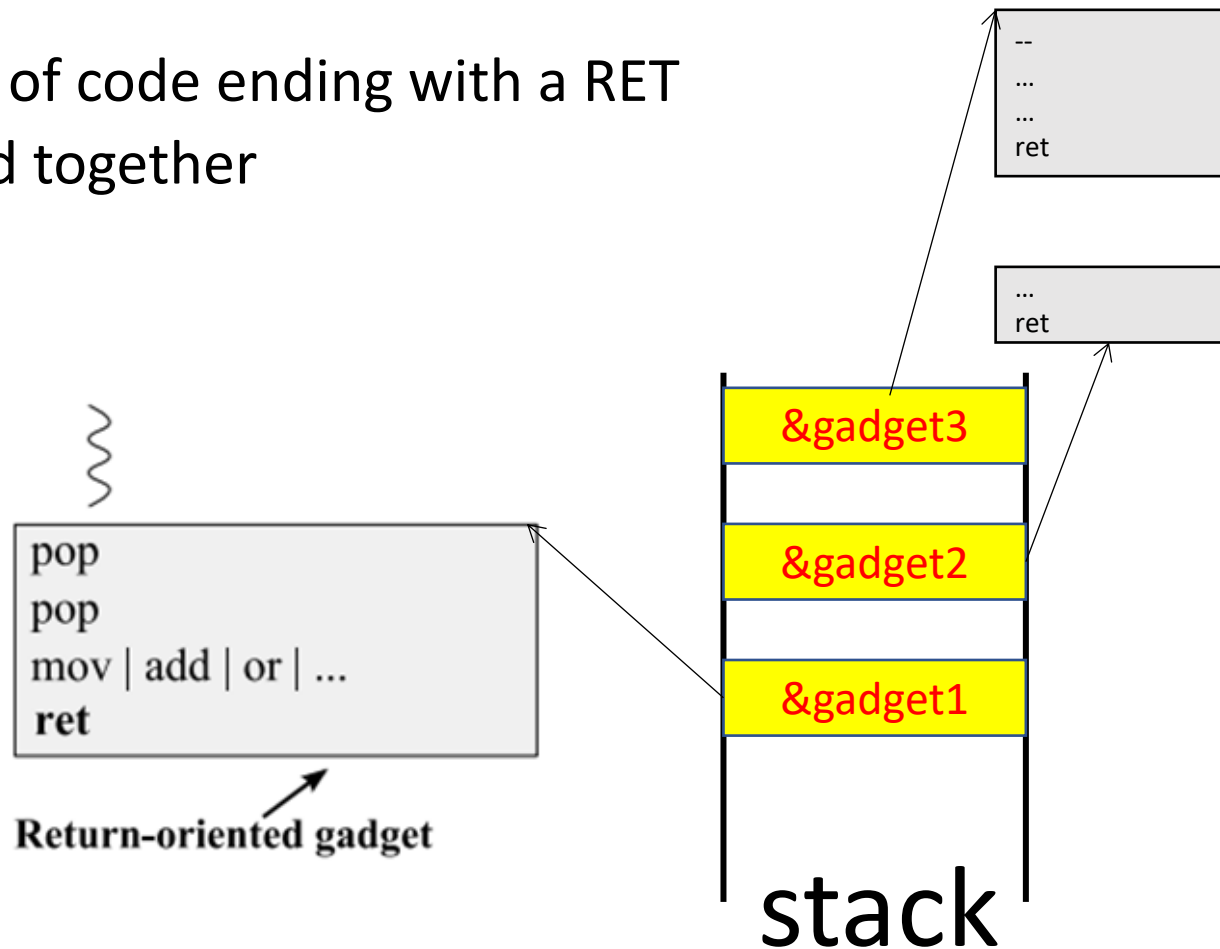 of code ending with a RET
together
--
...
...
ret
...
ret
&gadget3
&gadget2
&gadget1
pop
pop
mov | add | or | ...
ret
Return-oriented gadget
stack